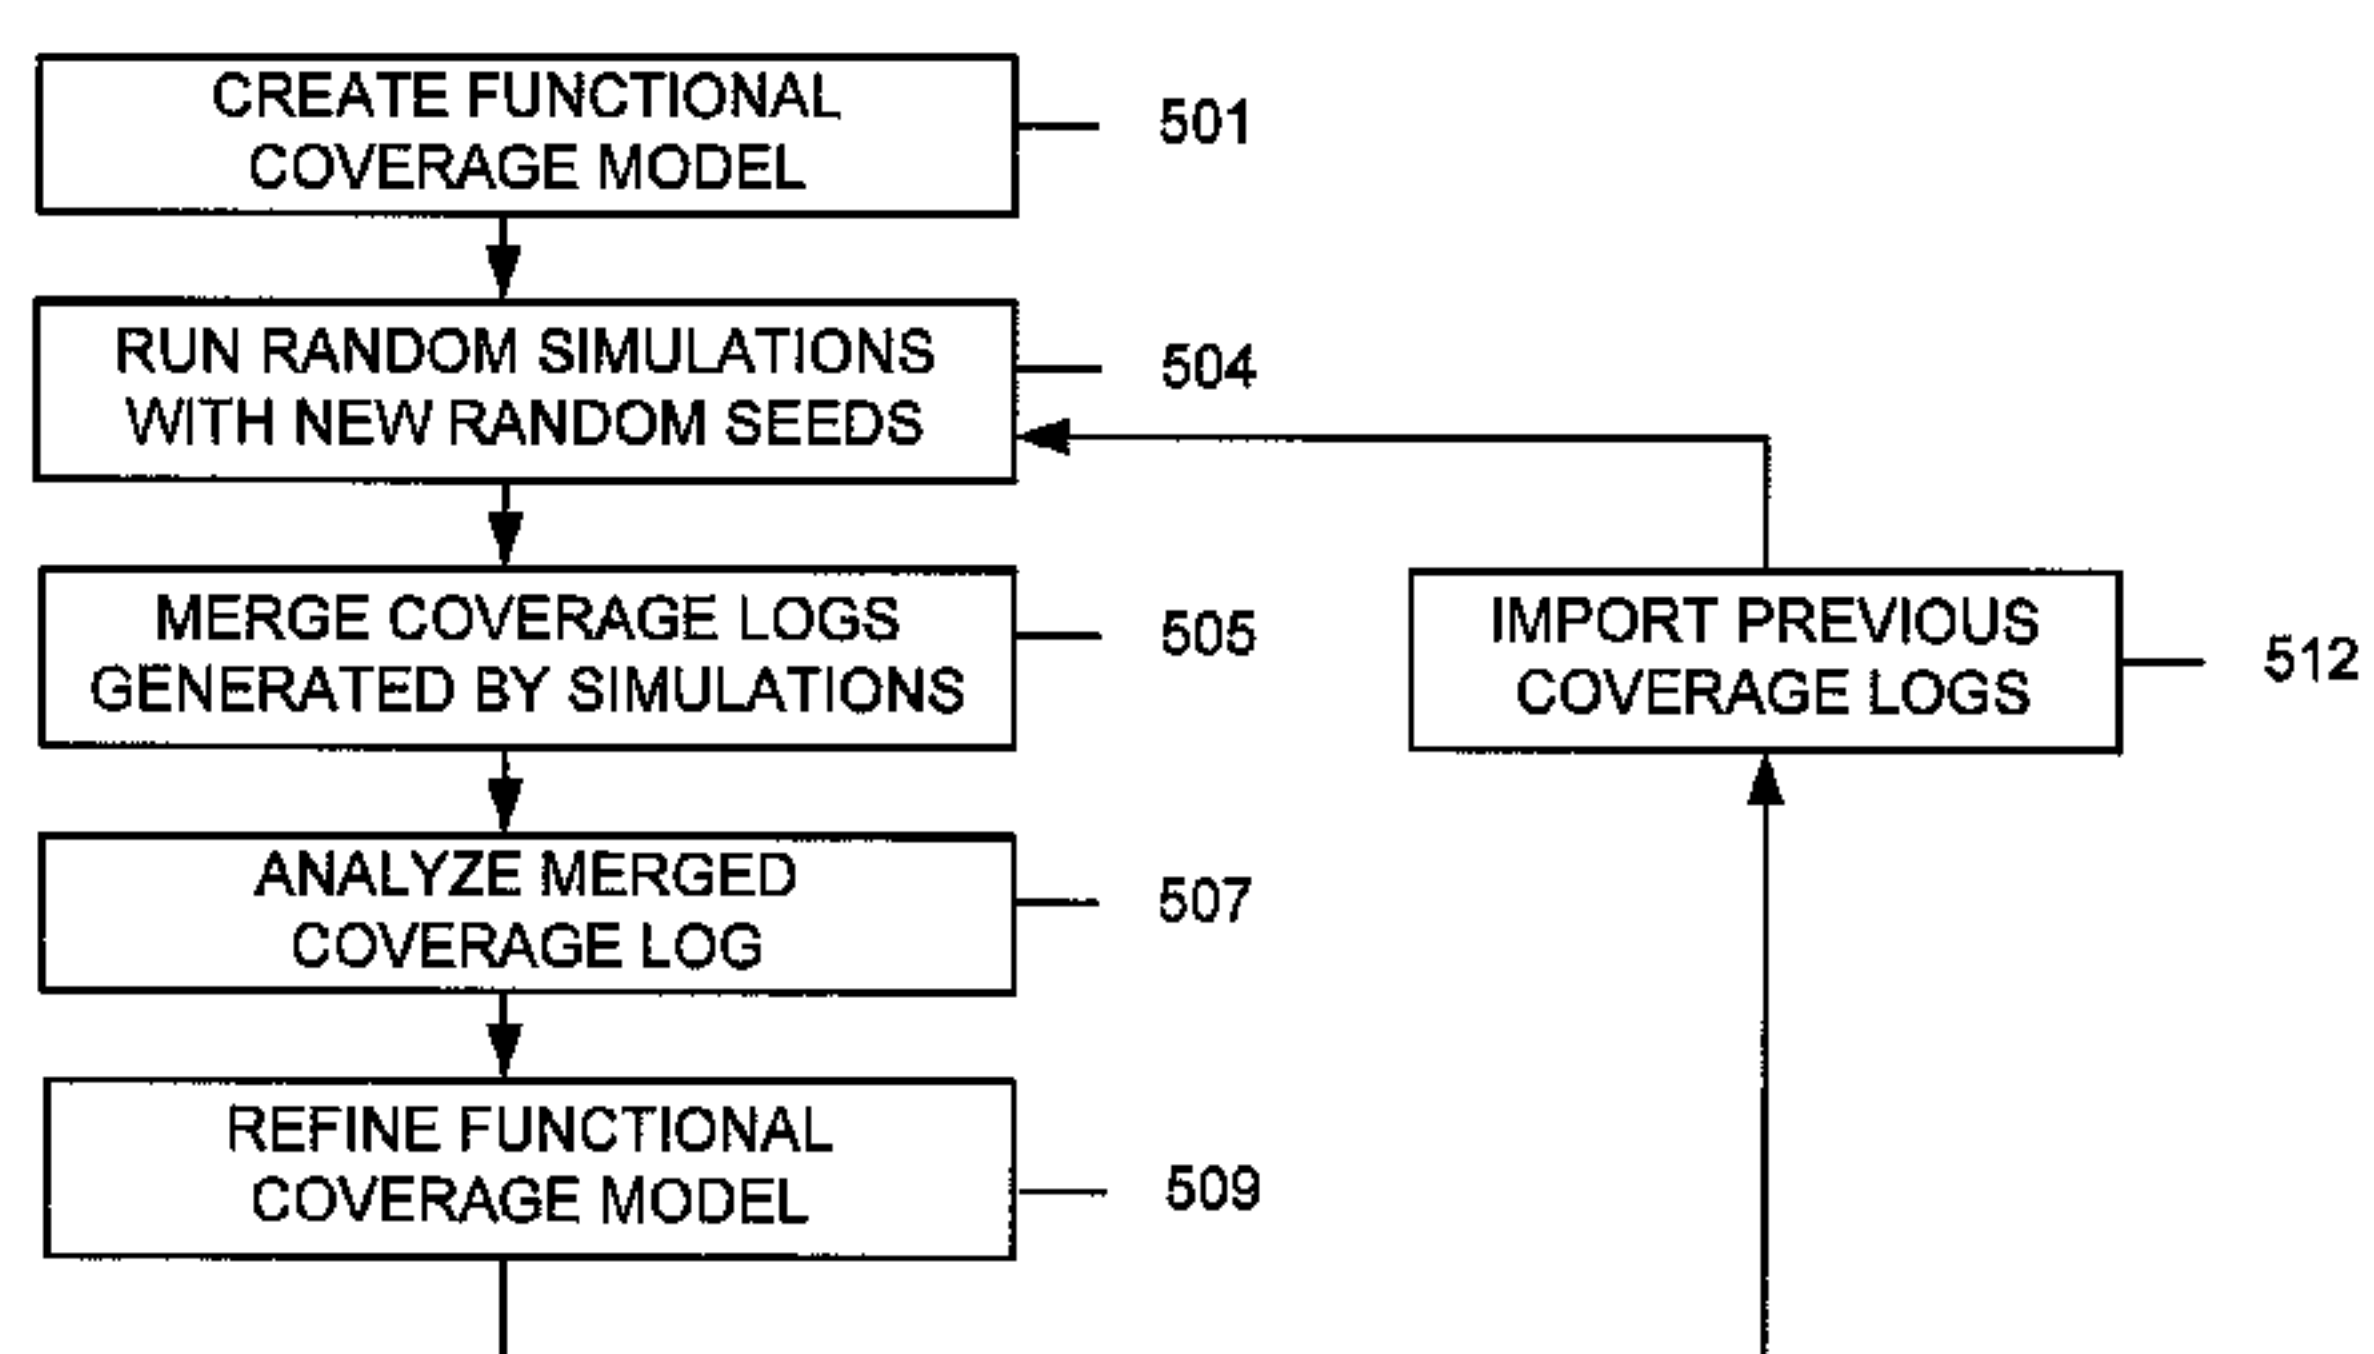 CREATE FUNCTIONAL
COVERAGE MODEL
501
RUN RANDOM SIMULATIONS
WITH NEW RANDOM SEEDS
504
MERGE COVERAGE LOGS
GENERATED BY SIMULATIONS
505
IMPORT PREVIOUS
COVERAGE LOGS
512
ANALYZE MERGED
COVERAGE LOG
507
REFINE FUNCTIONAL
COVERAGE MODEL
509